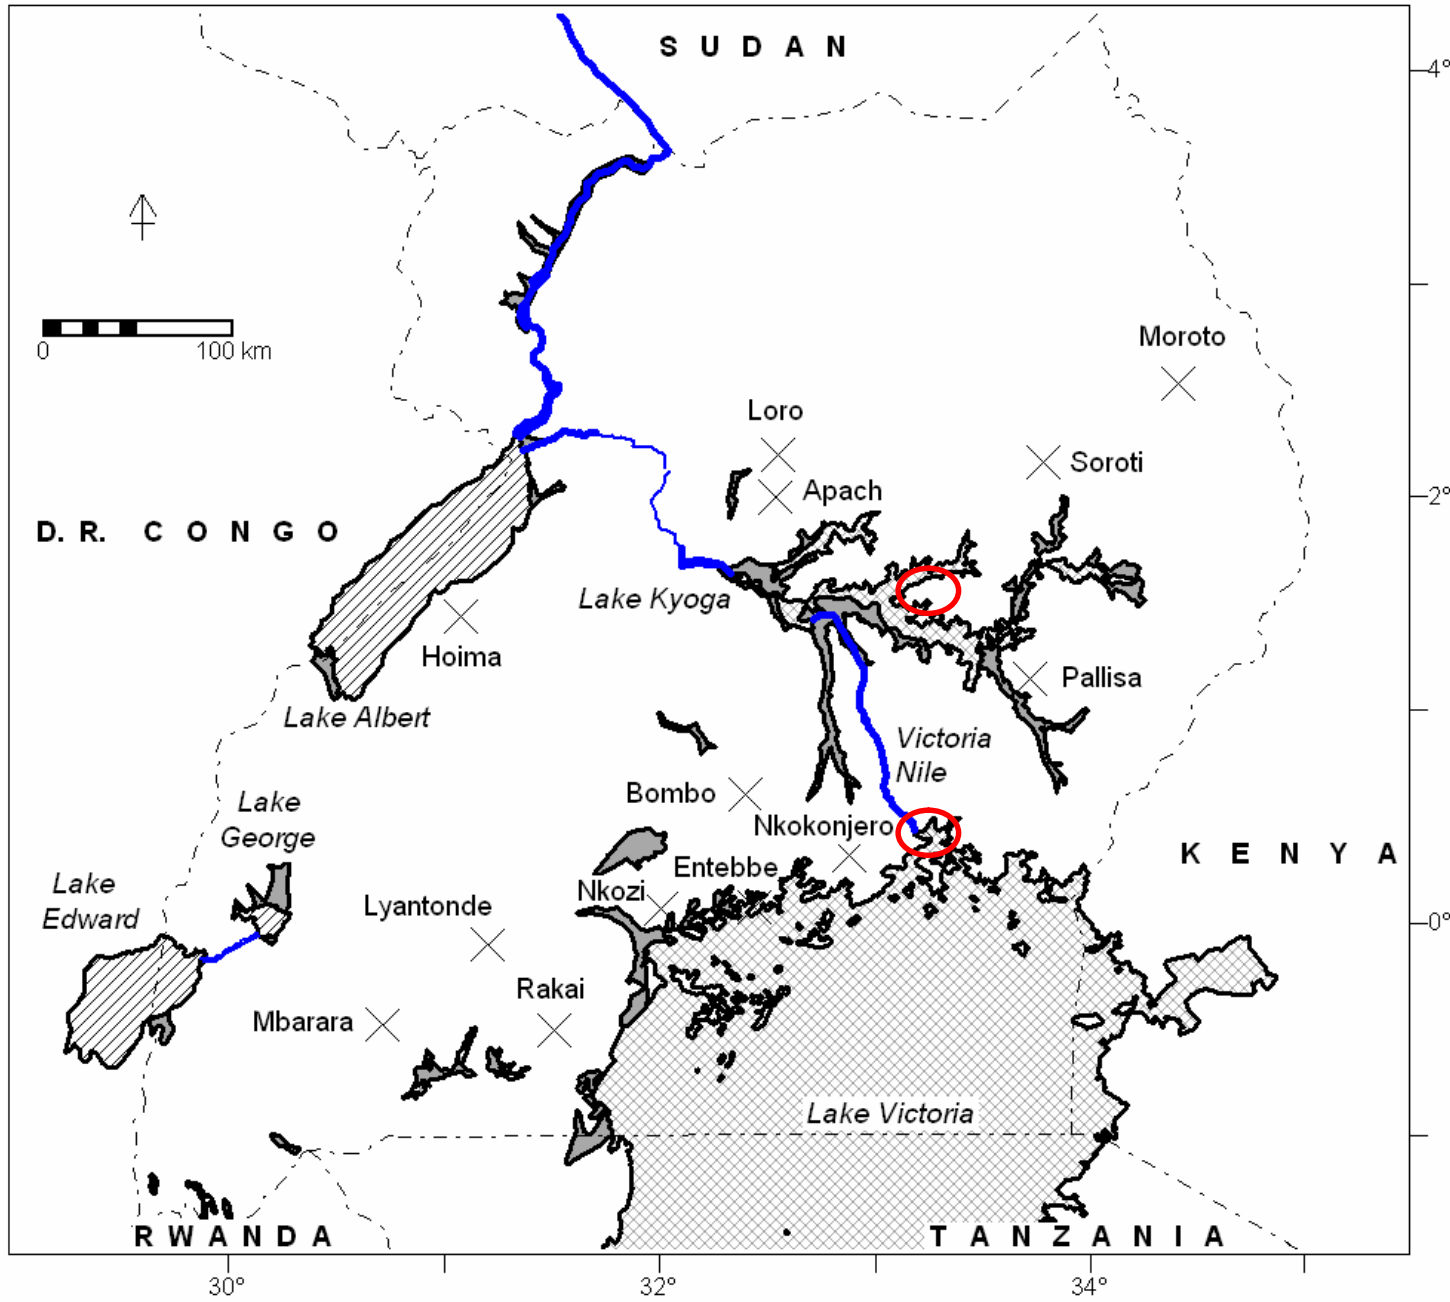 S U D A N
4°
Moroto
0 100 km
Loro
Soroti
Apach
2°
D. R. C O N G O
Lake Kyoga
Hoima
Pallisa
Lake Albert
Victoria
Nile
Bombo
Lake
George
Nkokonjero
K E N Y A
Entebbe
Lake
Edward
Nkozi
Lyantonde
0°
Rakai
Mbarara
Lake Victoria
R W A N D A
T A N Z A N I A
30°
32°
34°